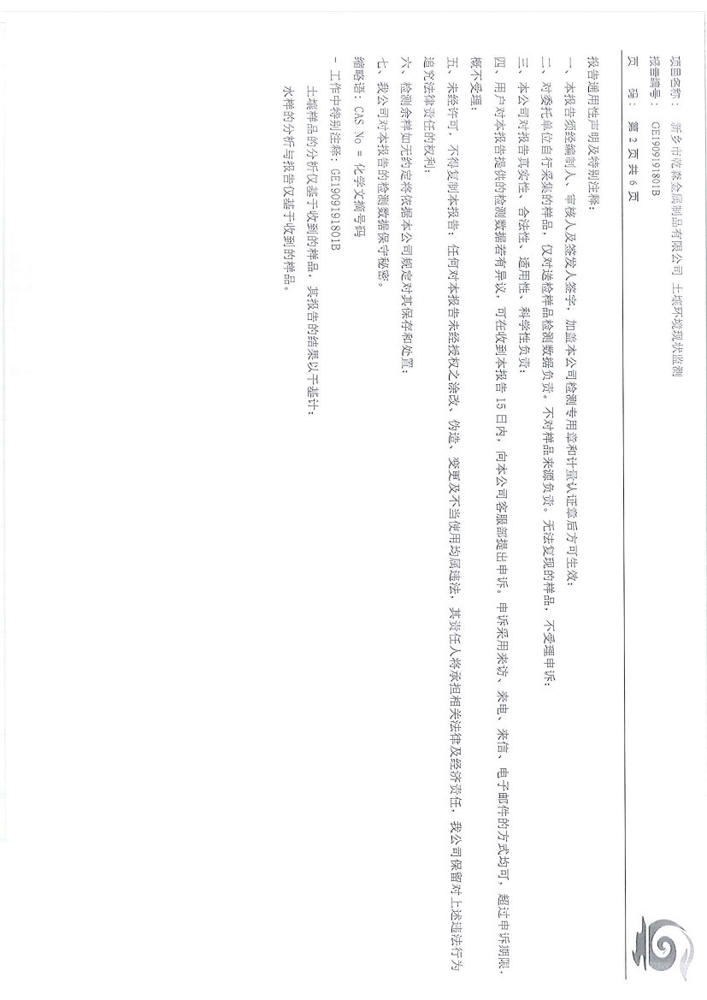 项目名称： 新乡市乾淼金属制品有限公司 土壤环境现状监测
报告编号： GE1909191801B
页 码： 第 2 页 共 6 页
报告通用性声明及特别注释：
一、本报告须经编制人、审核人及签发人签字，加盖本公司检测专用章和计量认证章后方可生效；
二、对委托单位自行采集的样品，仅对送检样品检测数据负责。不对样品来源负责。无法复现的样品，不受理申诉；
三、本公司对报告真实性、合法性、适用性、科学性负责；
四、用户对本报告提供的检测数据若有异议，可在收到本报告 15 日内，向本公司客服部提出申诉。申诉采用来访、来电、来信、电子邮件的方式均可，超过申诉期限，
概不受理；
五、未经许可，不得复制本报告；任何对本报告未经授权之涂改、伪造、变更及不当使用均属违法，其责任人将承担相关法律及经济责任，我公司保留对上述违法行为
追究法律责任的权利；
六、检测余样如无约定将依据本公司规定对其保存和处置；
七、我公司对本报告的检测数据保守秘密。
缩略语：CAS No = 化学文摘号码
- 工作中特别注释：GE1909191801B
土壤样品的分析仅基于收到的样品，其报告的结果以干基计；
水样的分析与报告仅基于收到的样品。